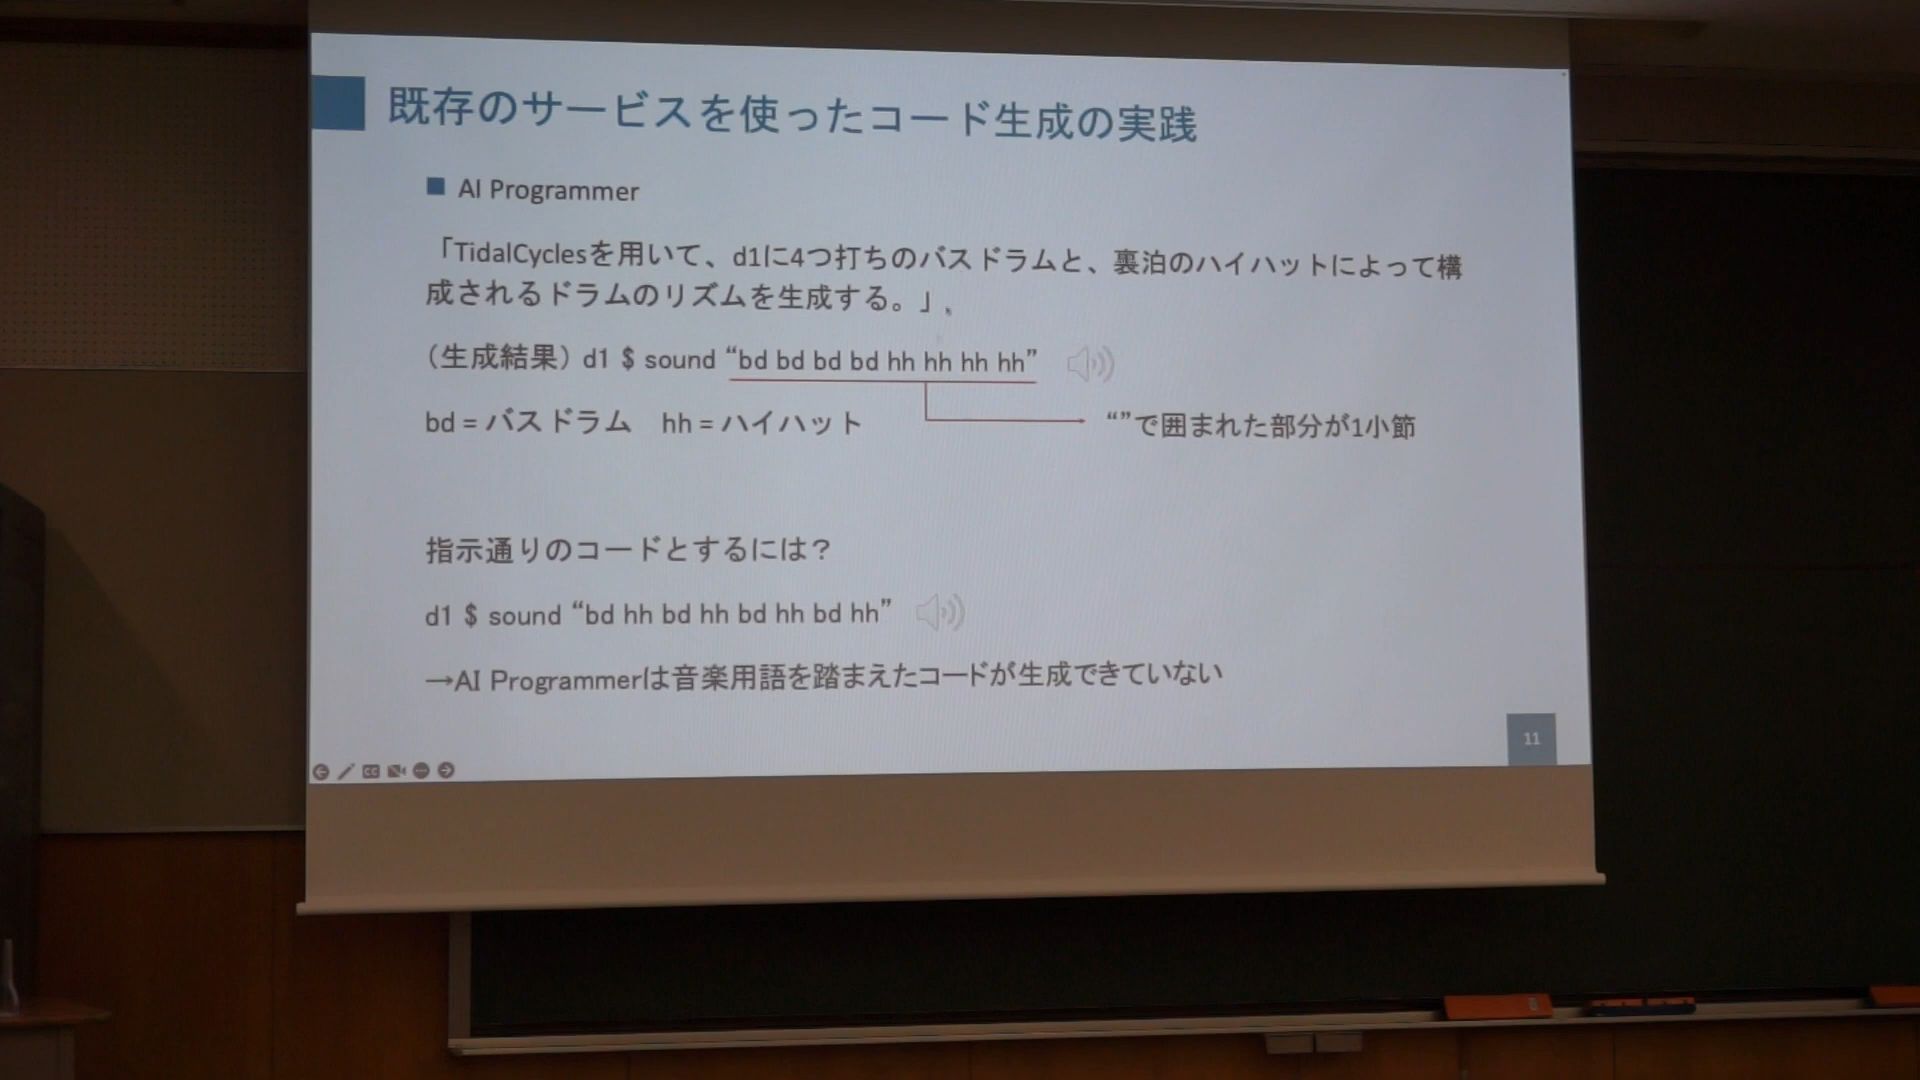 既存のサービスを使ったコード生成の実践
AI Programmer
「TidalCyclesを用いて、d1に4つ打ちのバスドラムと、裏泊のハイハットによって構
成されるドラムのリズムを生成する。」、
（生成結果）d1 $ sound “bd bd bd bd hh hh hh hh”
bd = バスドラム　hh = ハイハット
“”で囲まれた部分が1小節
指示通りのコードとするには？
d1 $ sound “bd hh bd hh bd hh bd hh”
→AI Programmerは音楽用語を踏まえたコードが生成できていない
11